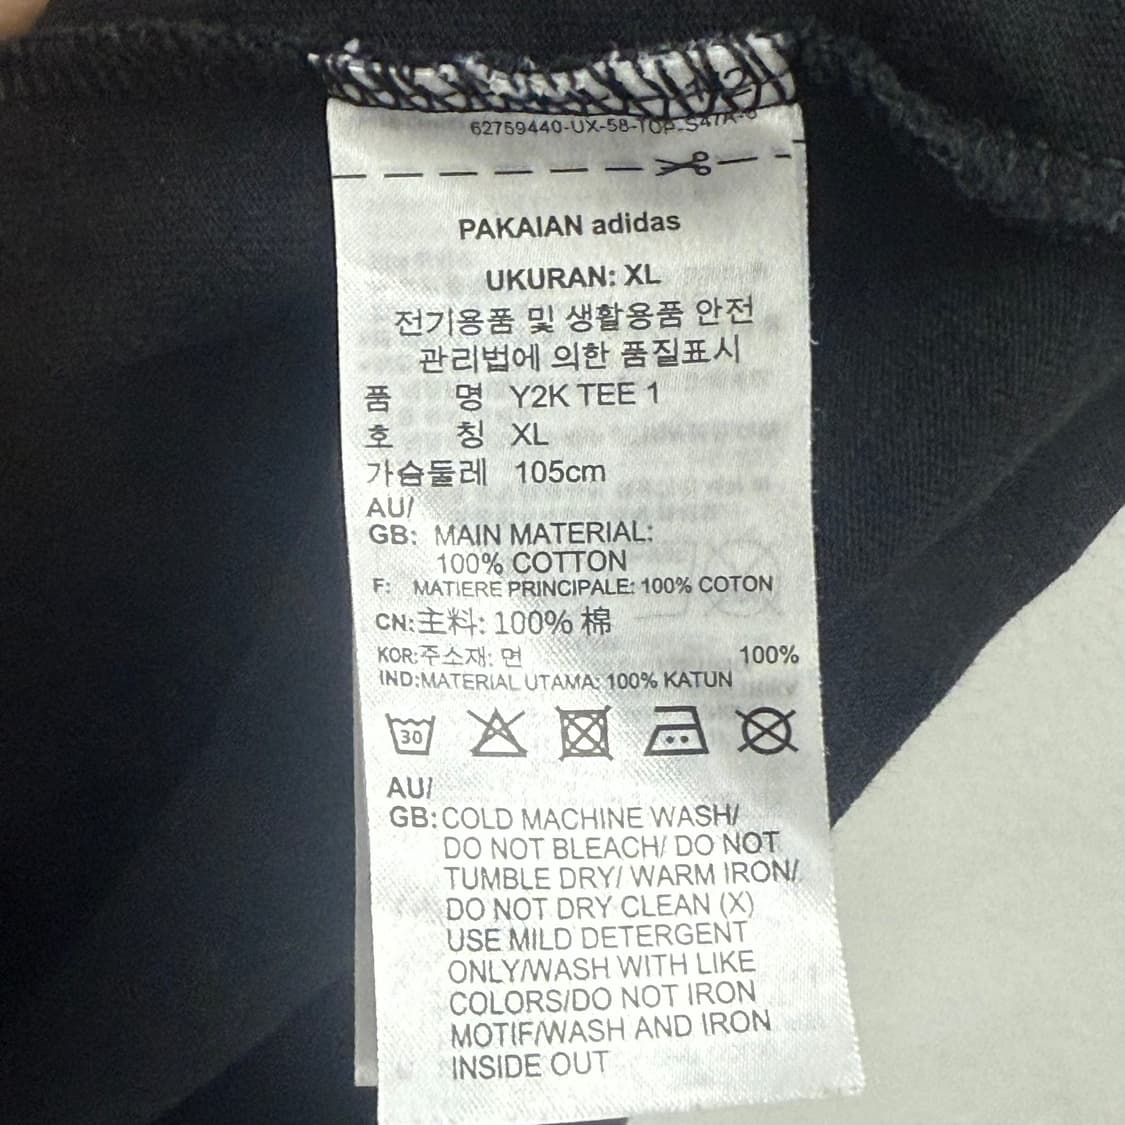 62759440-UX-58-TOP-S47A-6
PAKAIAN adidas
UKURAN: XL
전기용품 및 생활용품 안전
관리법에 의한 품질표시
품 명 Y2K TEE 1
호 칭 XL
가슴둘레 105cm
AU/
GB: MAIN MATERIAL:
100% COTTON
F: MATIERE PRINCIPALE: 100% COTON
CN:主料: 100% 棉
KOR:주소재: 면 100%
IND:MATERIAL UTAMA: 100% KATUN
30
AU/
GB:COLD MACHINE WASH/
DO NOT BLEACH/ DO NOT
TUMBLE DRY/ WARM IRON/
DO NOT DRY CLEAN (X)
USE MILD DETERGENT
ONLY/WASH WITH LIKE
COLORS/DO NOT IRON
MOTIF/WASH AND IRON
INSIDE OUT